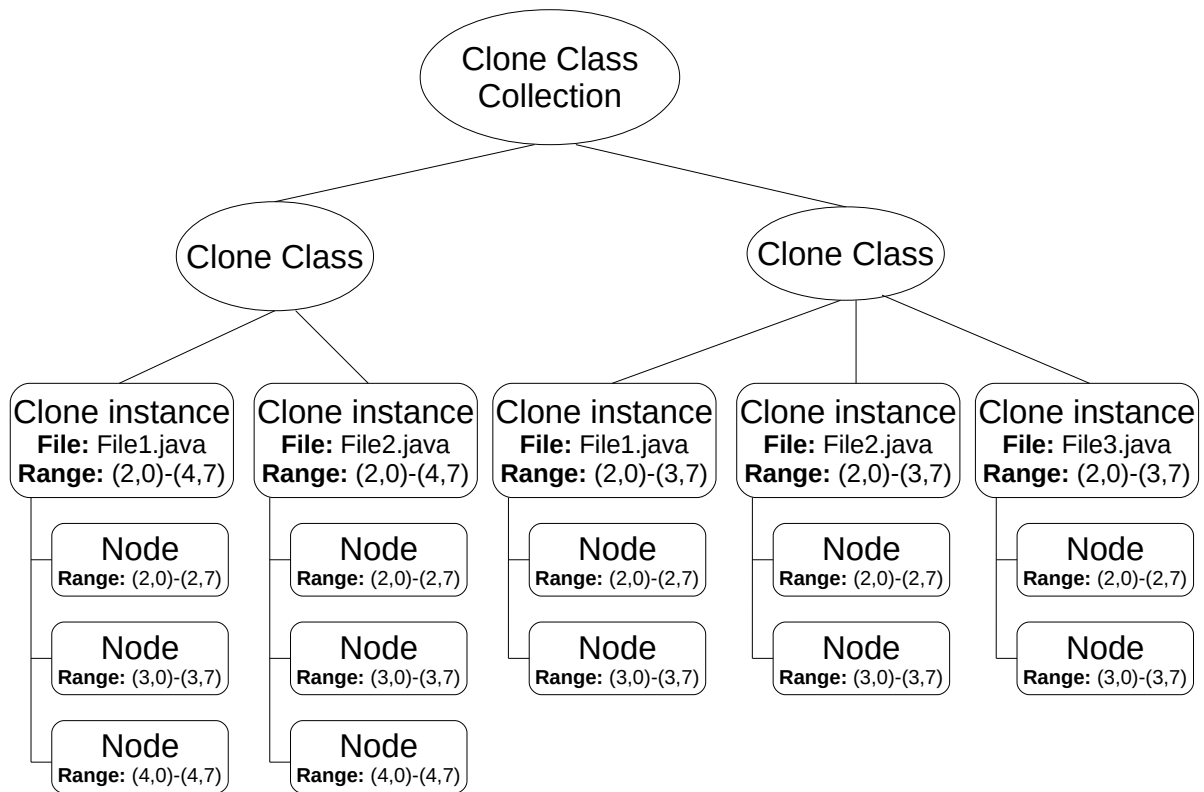 Clone Class
Collection
Clone Class
Clone Class
Clone instance
File: File1.java
Range: (2,0)-(4,7)
Clone instance
File: File2.java
Range: (2,0)-(4,7)
Clone instance
File: File1.java
Range: (2,0)-(3,7)
Clone instance
File: File2.java
Range: (2,0)-(3,7)
Clone instance
File: File3.java
Range: (2,0)-(3,7)
Node
Range: (2,0)-(2,7)
Node
Range: (3,0)-(3,7)
Node
Range: (4,0)-(4,7)
Node
Range: (2,0)-(2,7)
Node
Range: (3,0)-(3,7)
Node
Range: (4,0)-(4,7)
Node
Range: (2,0)-(2,7)
Node
Range: (3,0)-(3,7)
Node
Range: (2,0)-(2,7)
Node
Range: (3,0)-(3,7)
Node
Range: (2,0)-(2,7)
Node
Range: (3,0)-(3,7)